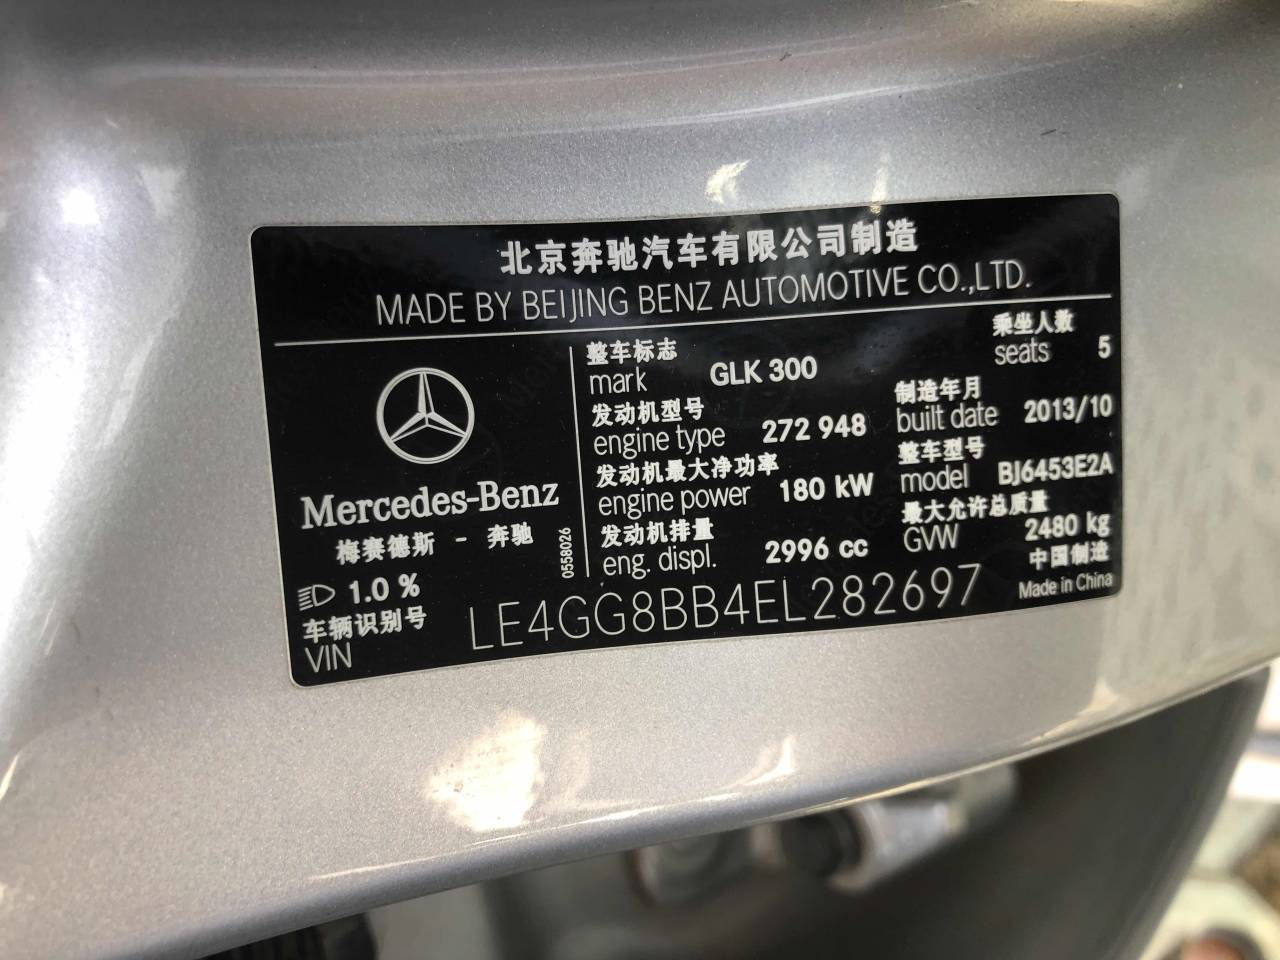 北京奔驰汽车有限公司制造
MADE BY BEIJING BENZ AUTOMOTIVE CO.,LTD.
Mercedes-Benz
梅赛德斯 - 奔驰
0558026
1.0 %
整车标志
mark GLK 300
乘坐人数
seats 5
发动机型号
engine type 272 948
制造年月
built date 2013/10
发动机最大净功率
engine power 180 kW
整车型号
model BJ6453E2A
发动机排量
eng. displ. 2996 cc
最大允许总质量
GVW 2480 kg
中国制造
Made in China
车辆识别号
VIN LE4GG8BB4EL282697